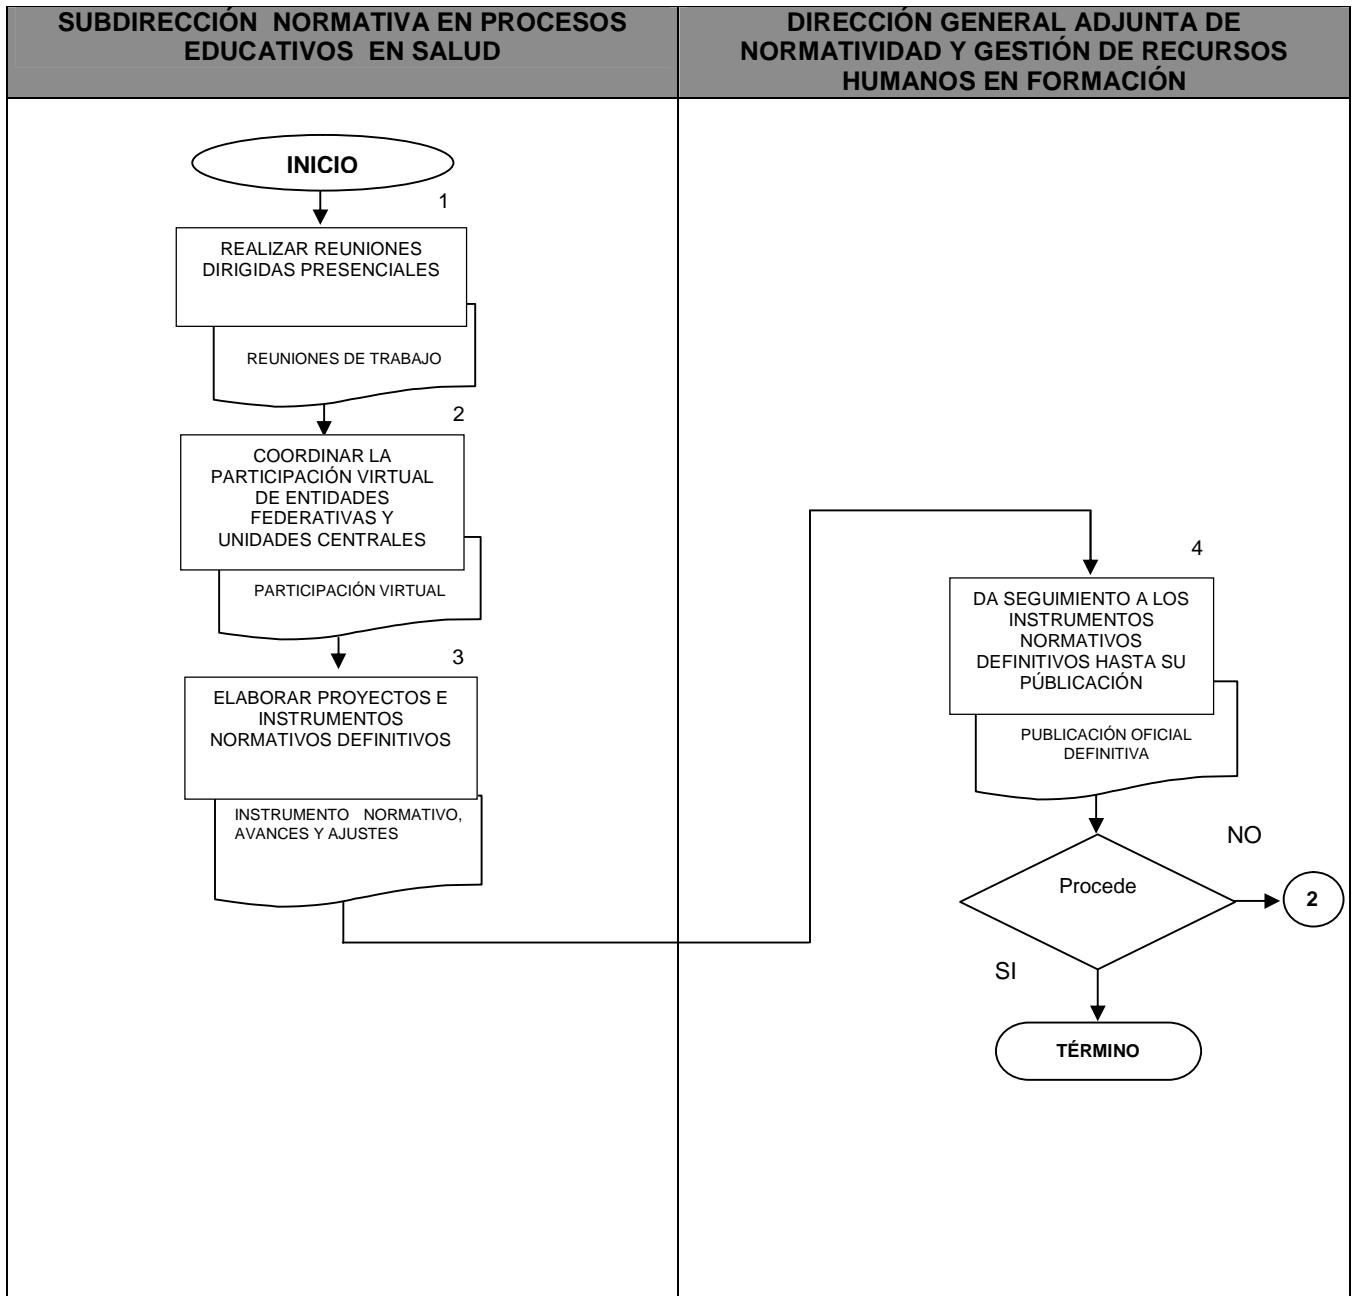 SUBDIRECCIÓN NORMATIVA EN PROCESOS
EDUCATIVOS EN SALUD
DIRECCIÓN GENERAL ADJUNTA DE
NORMATIVIDAD Y GESTIÓN DE RECURSOS
HUMANOS EN FORMACIÓN
INICIO
1
REALIZAR REUNIONES
DIRIGIDAS PRESENCIALES
REUNIONES DE TRABAJO
2
COORDINAR LA
PARTICIPACIÓN VIRTUAL
DE ENTIDADES
FEDERATIVAS Y
UNIDADES CENTRALES
PARTICIPACIÓN VIRTUAL
3
ELABORAR PROYECTOS E
INSTRUMENTOS
NORMATIVOS DEFINITIVOS
INSTRUMENTO NORMATIVO,
AVANCES Y AJUSTES
4
DA SEGUIMIENTO A LOS
INSTRUMENTOS
NORMATIVOS
DEFINITIVOS HASTA SU
PÚBLICACIÓN
PUBLICACIÓN OFICIAL
DEFINITIVA
NO
Procede
2
SI
TÉRMINO